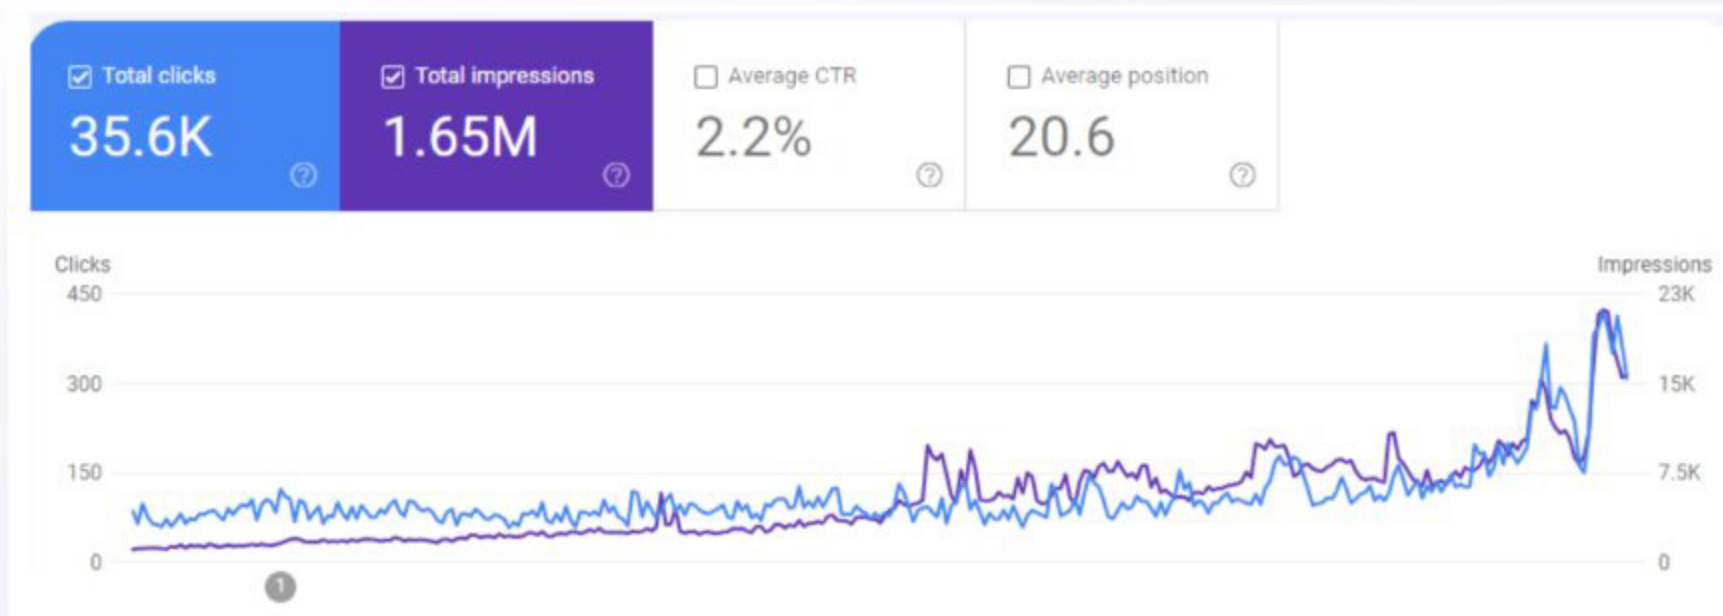 Total clicks Total impressions Average CTR Average position
35.6K 1.65M 2.2% 20.6
Clicks Impressions
450 23K
300 15K
150 7.5K
0 0
1